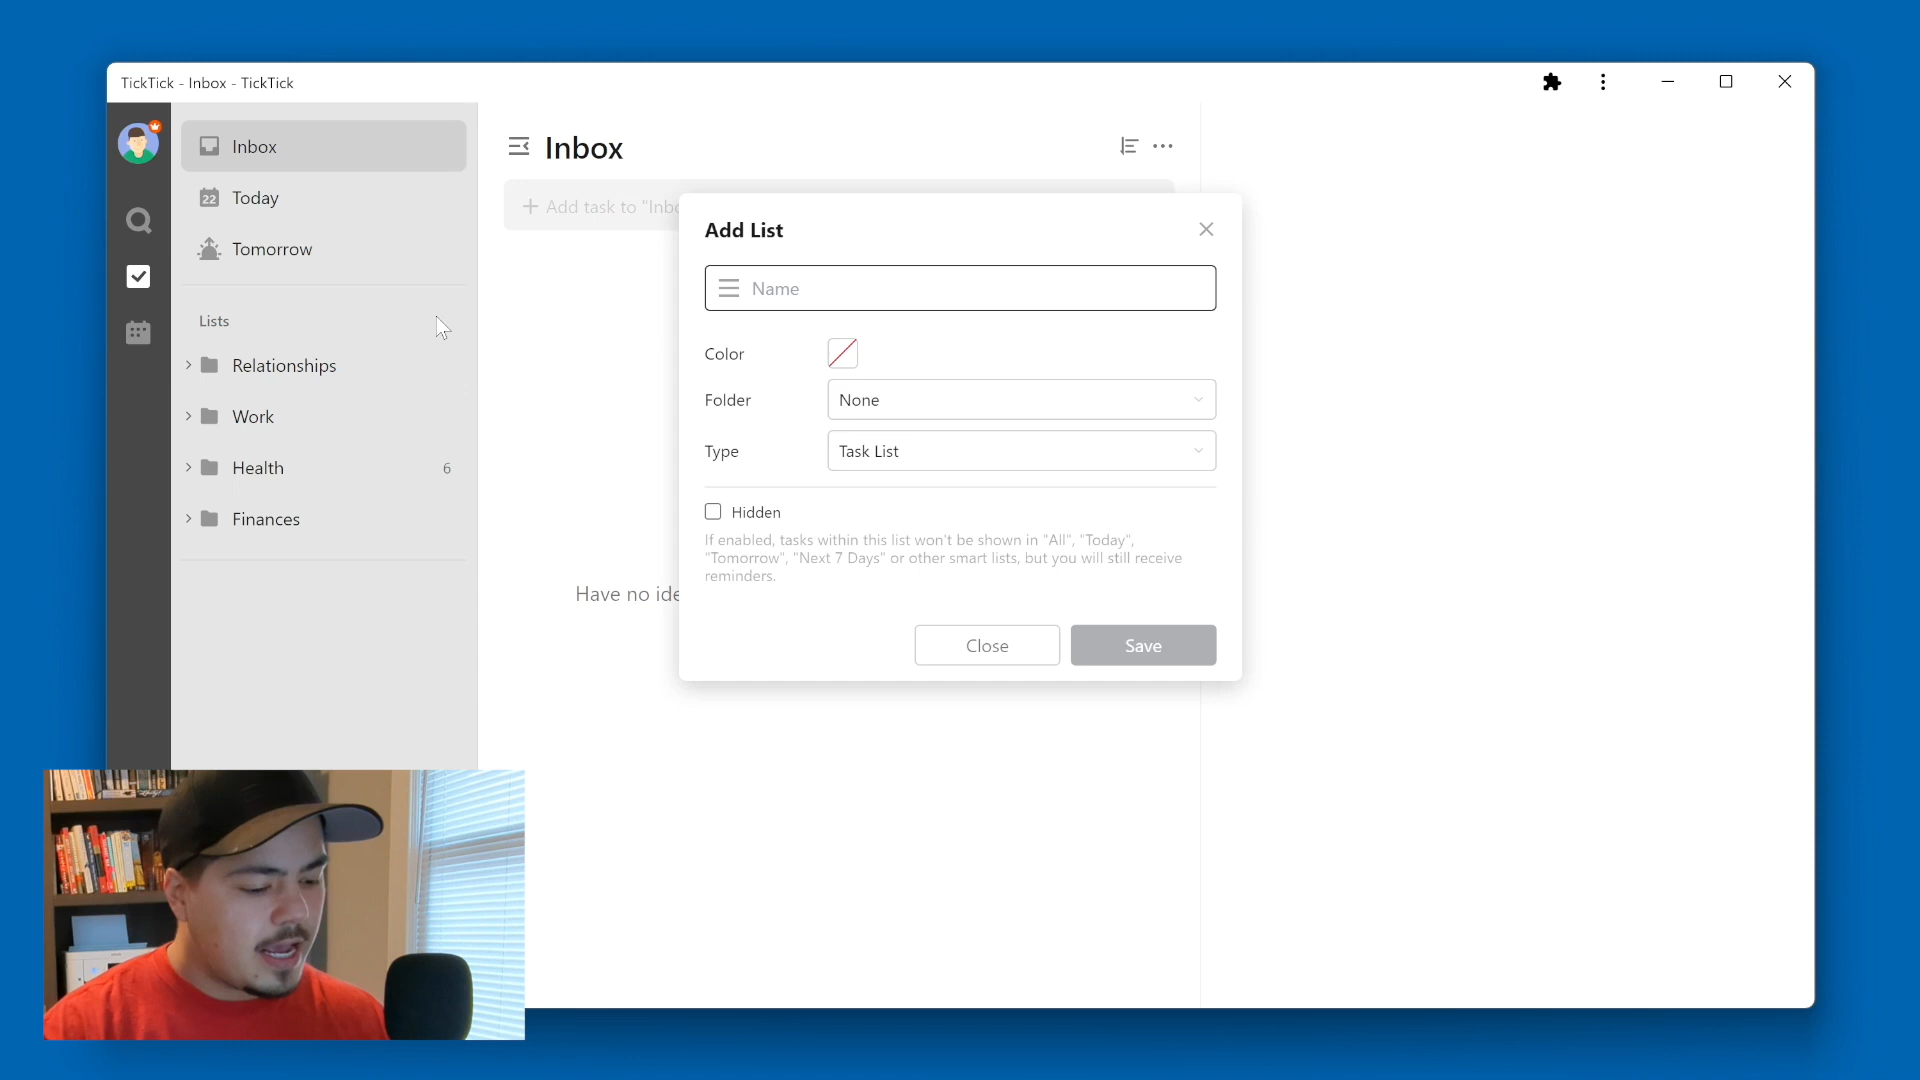 TickTick - Inbox - TickTick
Inbox
22
Today
Tomorrow
Lists
Relationships
Work
Health
6
Finances
Inbox
Add task to "Inb
Have no ide
Add List
Name
Color
Folder
None
Type
Task List
Hidden
If enabled, tasks within this list won't be shown in "All", "Today",
"Tomorrow", "Next 7 Days" or other smart lists, but you will still receive
reminders.
Close
Save